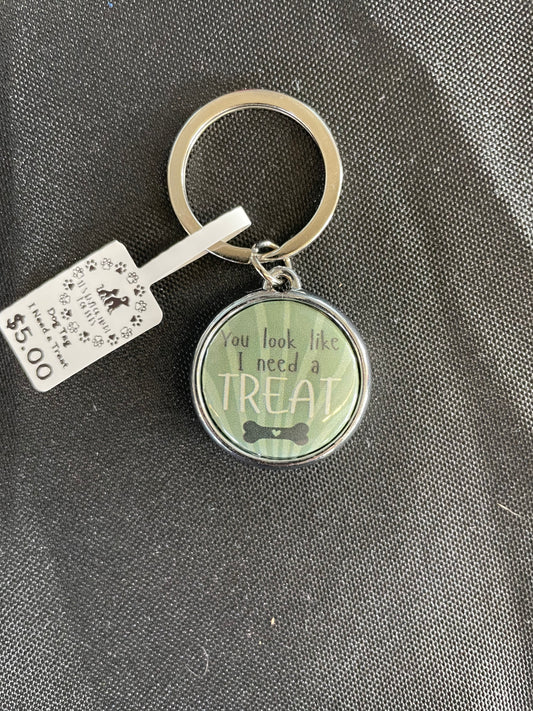 Dog Tag
I Need a Treat
$5.00
You look like
I need a
TREAT